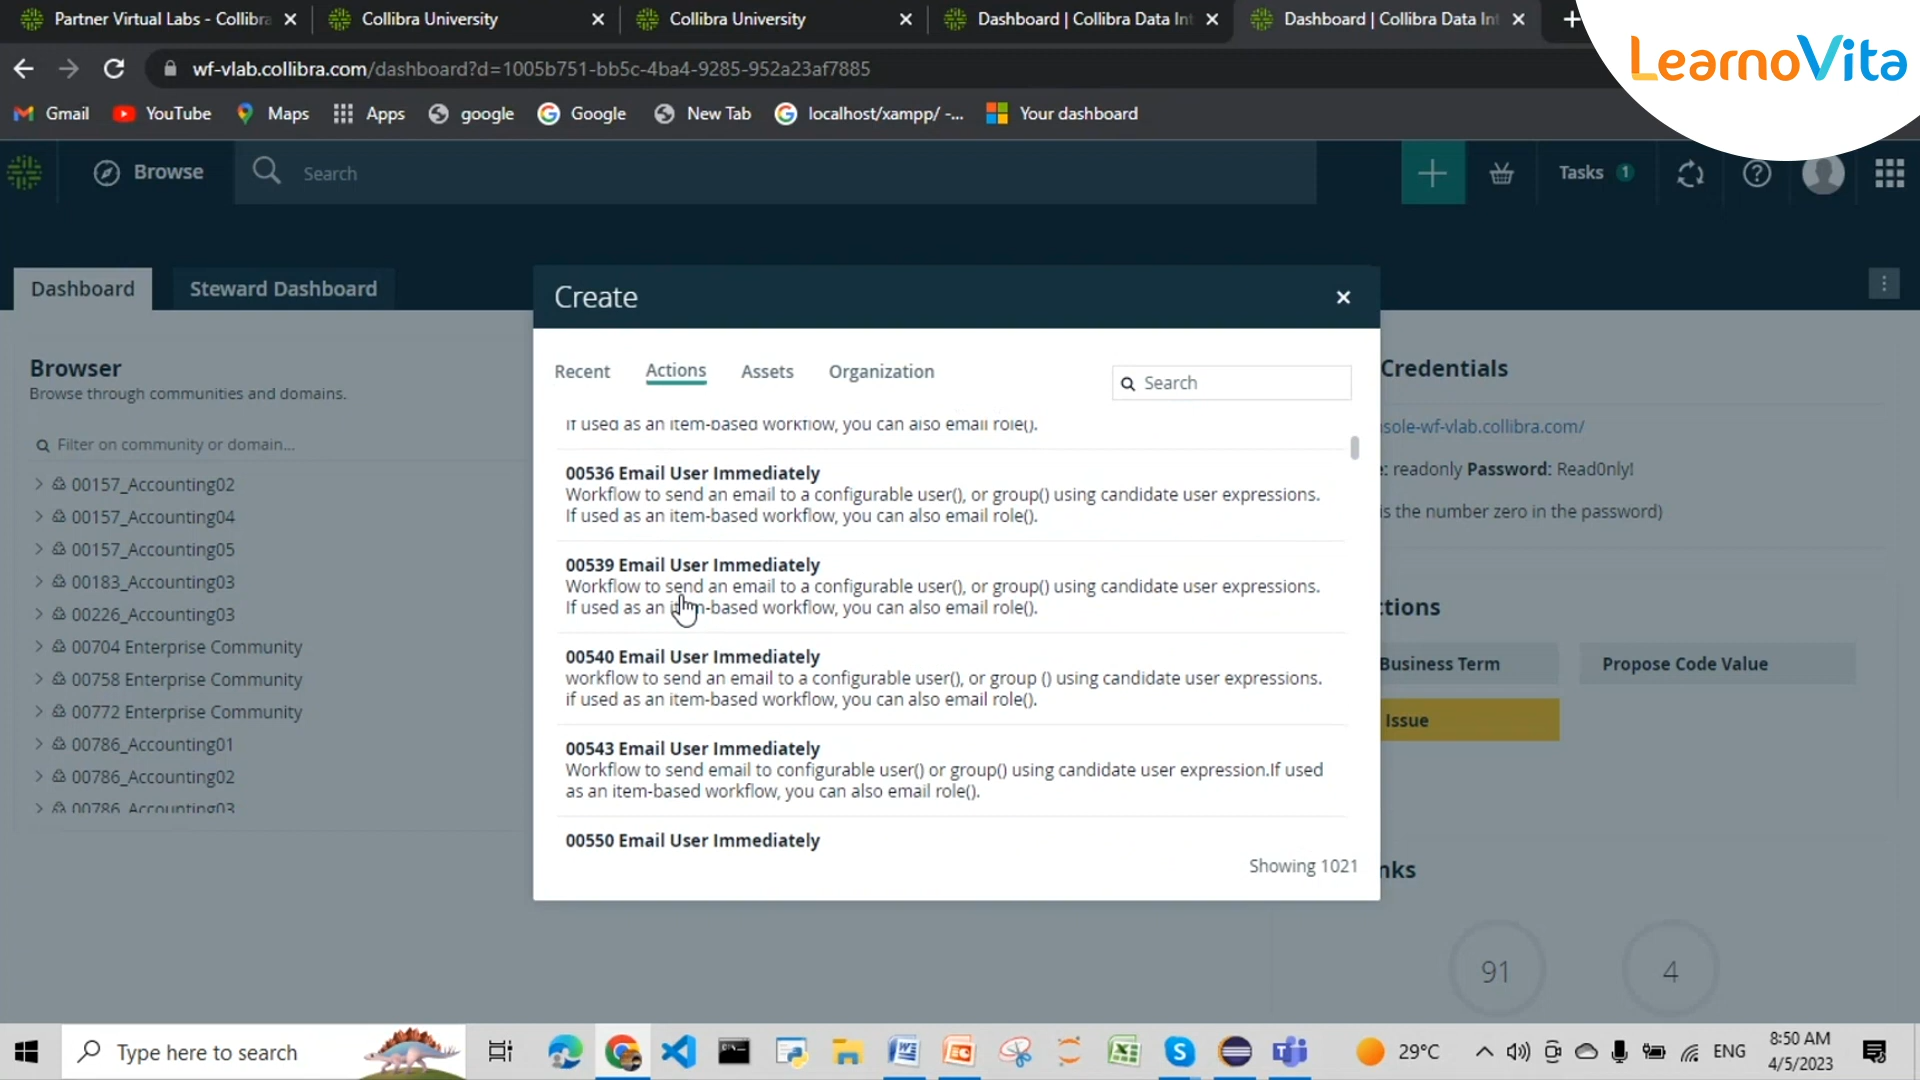 Partner Virtual Labs - Collibra
Collibra University
Collibra University
Dashboard | Collibra Data Int
Dashboard | Collibra Data Int
LearnoVita
wf-vlab.collibra.com/dashboard?d=1005b751-bb5c-4ba4-9285-952a23af7885
Gmail
YouTube
Maps
Apps
google
Google
New Tab
localhost/xampp/ -...
Your dashboard
Browse
Search
Tasks 1
Dashboard
Steward Dashboard
Create
Browser
Browse through communities and domains.
Filter on community or domain...
00157_Accounting02
00157_Accounting04
00157_Accounting05
00183_Accounting03
00226_Accounting03
00704 Enterprise Community
00758 Enterprise Community
00772 Enterprise Community
00786_Accounting01
00786_Accounting02
00786_Accounting03
Recent
Actions
Assets
Organization
Search
If used as an item-based workflow, you can also email role().
00536 Email User Immediately
Workflow to send an email to a configurable user(), or group() using candidate user expressions.
If used as an item-based workflow, you can also email role().
00539 Email User Immediately
Workflow to send an email to a configurable user(), or group() using candidate user expressions.
If used as an item-based workflow, you can also email role().
00540 Email User Immediately
workflow to send an email to a configurable user(), or group () using candidate user expressions.
if used as an item-based workflow, you can also email role().
00543 Email User Immediately
Workflow to send email to configurable user() or group() using candidate user expression.If used
as an item-based workflow, you can also email role().
00550 Email User Immediately
Showing 1021
Credentials
sole-wf-vlab.collibra.com/
e: readonly Password: Read0nly!
is the number zero in the password)
ctions
Business Term
Propose Code Value
Issue
nks
91
4
Type here to search
29°C
ENG
8:50 AM
4/5/2023